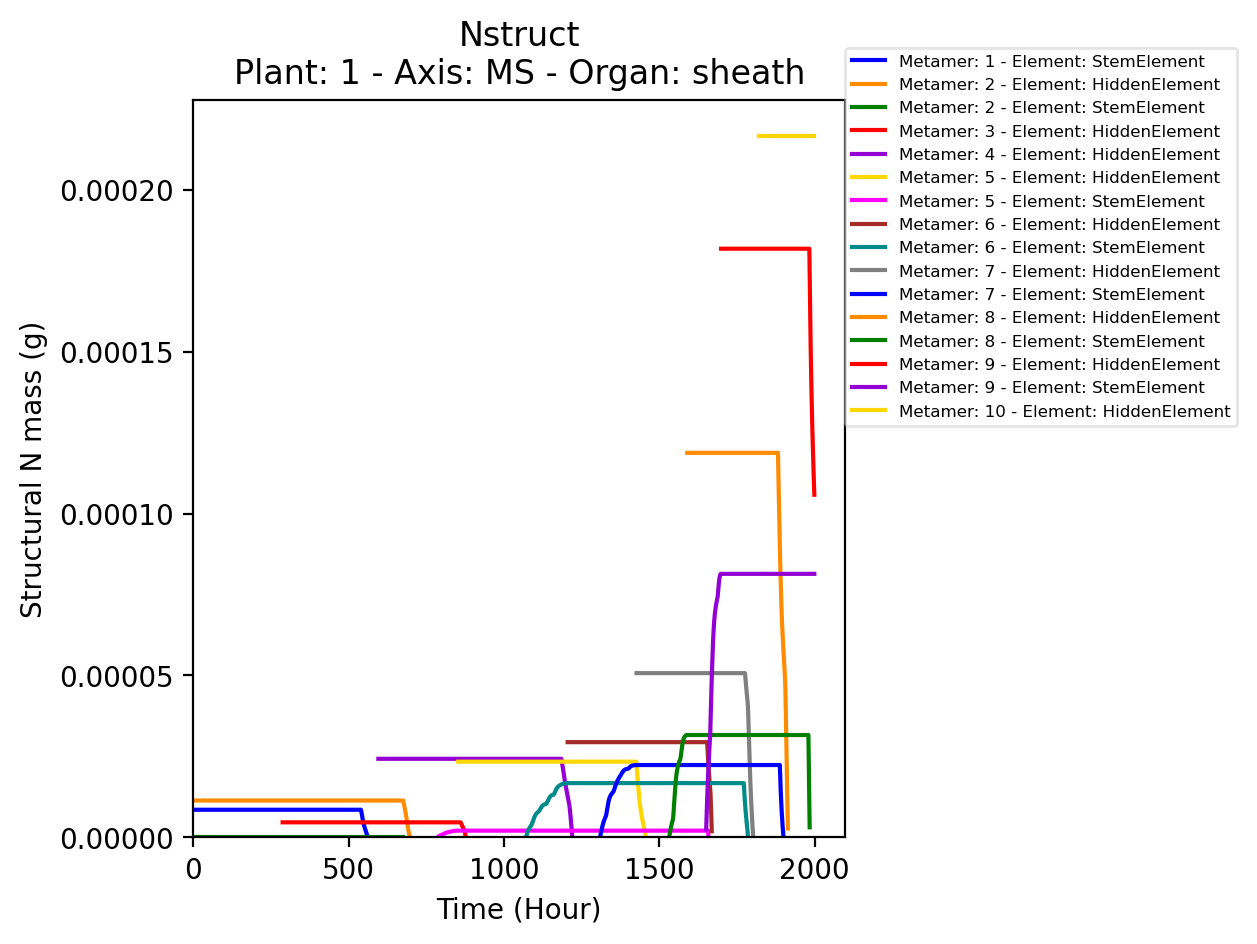 Nstruct
Plant: 1 - Axis: MS - Organ: sheath
Metamer: 1 - Element: StemElement
Metamer: 2 - Element: HiddenElement
Metamer: 2 - Element: StemElement
Metamer: 3 - Element: HiddenElement
Metamer: 4 - Element: HiddenElement
Metamer: 5 - Element: HiddenElement
Metamer: 5 - Element: StemElement
Metamer: 6 - Element: HiddenElement
Metamer: 6 - Element: StemElement
Metamer: 7 - Element: HiddenElement
Metamer: 7 - Element: StemElement
Metamer: 8 - Element: HiddenElement
Metamer: 8 - Element: StemElement
Metamer: 9 - Element: HiddenElement
Metamer: 9 - Element: StemElement
Metamer: 10 - Element: HiddenElement
Structural N mass (g)
0.00020
0.00015
0.00010
0.00005
0.00000
0 500 1000 1500 2000
Time (Hour)